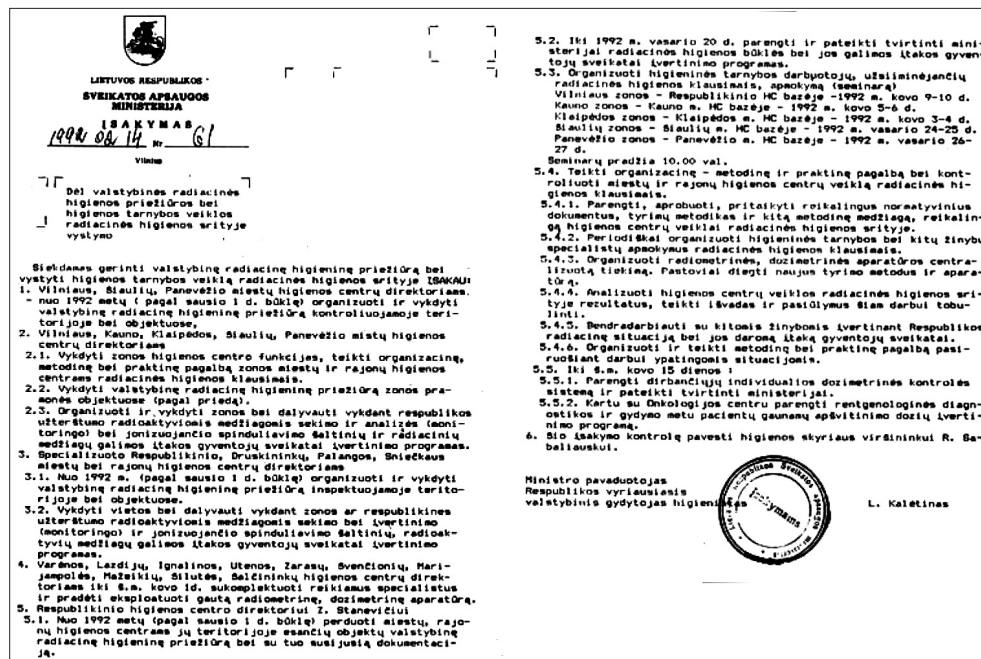 LIETUVOS RESPUBLIKOS
SVEIKATOS APSAUGOS
MINISTERIJA
ĮSAKYMAS
1992 02 14 Nr 61
Vilnius
Dėl valstybinės radiacinės
higienos priežiūros bei
higienos tarnybos veiklos
radiacinės higienos srityje
vystymo
Siekdamas gerinti valstybinę radiacinę higieninę priežiūrą bei
vystyti higienos tarnybos veiklą radiacinės higienos srityje ĮSAKAU:
1. Vilniaus, Šiaulių, Panevėžio miestų higienos centrų direktoriams.
- nuo 1992 metų ( pagal sausio 1 d. būklę) organizuoti ir vykdyti
valstybinę radiacinę higieninę priežiūrą kontroliuojamoje teri-
torijoje bei objektuose,
2. Vilniaus, Kauno, Klaipėdos, Šiaulių, Panevėžio mistų higienos
centrų direktoriams
2.1. Vykdyti zonos higienos centro funkcijas, teikti organizacinę,
metodinę bei praktinę pagalbą zonos miestų ir rajonų higienos
centrams radiacinės higienos klausimais.
2.2. Vykdyti valstybinę radiacinę higieninę priežiūrą zonos pra-
monės objektuose (pagal priedą).
2.3. Organizuoti ir vykdyti zonos bei dalyvauti vykdant respublikos
užterštumo radioaktyviomis medžiagomis sekimo ir analizės (moni-
toringo) bei jonizuojančio spinduliavimo šaltinių ir radiacinių
medžiagų galimos įtakos gyventojų sveikatai įvertinimo programas.
3. Specializuoto Respublikinio, Druskininkų, Palangos, Sniečkaus
miestų bei rajonų higienos centrų direktoriams
3.1. Nuo 1992 m. (pagal sausio 1 d. būklę) organizuoti ir vykdyti
valstybinę radiacinę higieninę priežiūrą inspektuojamoje terito-
rijoje bei objektuose.
3.2. Vykdyti vietos bei dalyvauti vykdant zonos ar respublikines
užterštumo radioaktyviomis medžiagomis sekimo bei įvertinimo
(monitoringo) ir jonizuojančio spinduliavimo šaltinių, radioak-
tyvių medžiagų galimos įtakos gyventojų sveikatai įvertinimo
programas.
4. Varėnos, Lazdijų, Ignalinos, Utenos, Zarasų, Švenčionių, Mari-
jampolės, Mažeikių, Šilutės, Šalčininkų higienos centrų direk-
toriams iki š.m. kovo 1d. sukomplektuoti reikiamus specialistus
ir pradėti eksploatuoti gautą radiometrinę, dozimetrinę aparatūrą.
5. Respublikinio higienos centro direktoriui Z. Stanevičiui
5.1. Nuo 1992 metų (pagal sausio 1 d. būklę) perduoti miestų, rajo-
nų higienos centrams jų teritorijoje esančių objektų valstybinę
radiacinę higieninę priežiūrą bei su tuo susijusią dokumentaci-
ją.
5.2. Iki 1992 m. vasario 20 d. parengti ir pateikti tvirtinti mini-
sterijai radiacinės higienos būklės bei jos galimos įtakos gyven-
tojų sveikatai įvertinimo programas.
5.3. Organizuoti higieninės tarnybos darbuotojų, užsiiminėjančių
radiacinės higienos klausimais, apmokymą (seminarą)
Vilniaus zonos - Respublikinio HC bazėje -1992 m. kovo 9-10 d.
Kauno zonos - Kauno m. HC bazėje - 1992 m. kovo 5-6 d.
Klaipėdos zonos - Klaipėdos m. HC bazėje - 1992 m. kovo 3-4 d.
Šiaulių zonos - Šiaulių m. HC bazėje - 1992 m. vasario 24-25 d.
Panevėžio zonos - Panevėžio m. HC bazėje - 1992 m. vasario 26-
27 d.
Seminarų pradžia 10.00 val.
5.4. Teikti organizacinę - metodinę ir praktinę pagalbą bei kont-
roliuoti miestų ir rajonų higienos centrų veiklą radiacinės hi-
gienos klausimais.
5.4.1. Parengti, aprobuoti, pritaikyti reikalingus normatyvinius
dokumentus, tyrimų metodikas ir kitą metodinę medžiagą, reikalin-
gą higienos centrų veiklai radiacinės higienos srityje.
5.4.2. Periodiškai organizuoti higieninės tarnybos bei kitų žinybų
specialistų apmokymus radiacinės higienos klausimais.
5.4.3. Organizuoti radiometrinės, dozimetrinės aparatūros centra-
lizuotą tiekimą. Pastoviai diegti naujus tyrimo metodus ir apara-
tūrą.
5.4.4. Analizuoti higienos centrų veiklos radiacinės higienos sri-
tyje rezultatus, teikti išvadas ir pasiūlymus šiam darbui tobu-
linti.
5.4.5. Bendradarbiauti su kitomis žinybomis įvertinant Respublikos
radiacinę situaciją bei jos daromą įtaką gyventojų sveikatai.
5.4.6. Organizuoti ir teikti metodinę bei praktinę pagalbą pasi-
ruošiant darbui ypatingomis situacijomis.
5.5. Iki š.m. kovo 15 dienos :
5.5.1. Parengti dirbančiųjų individualios dozimetrinės kontrolės
sistemą ir pateikti tvirtinti ministerijai.
5.5.2. Kartu su Onkologijos centru parengti rentgenologinės diagn-
ostikos ir gydymo metu pacientų gaunamų apšvitinimo dozių įverti-
nimo programą.
6. Šio įsakymo kontrolę pavesti higienos skyriaus viršininkui R. Sa-
baliauskui.
Ministro pavaduotojas
Respublikos vyriausiasis
valstybinis gydytojas higienistas
L. Kalėtinas
Įsakymams